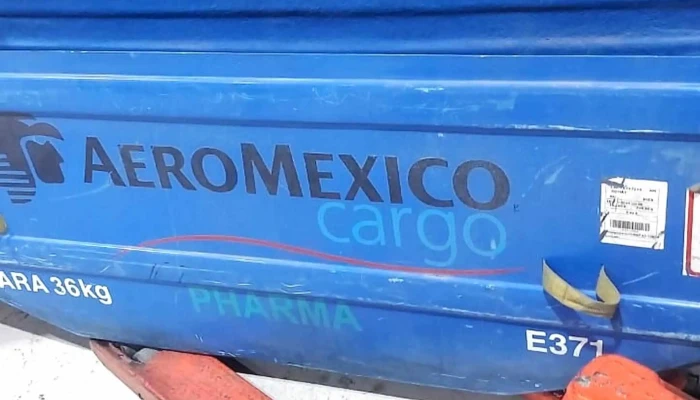 AEROMEXICO
cargo
PHARMA
ARA 36kg
E371